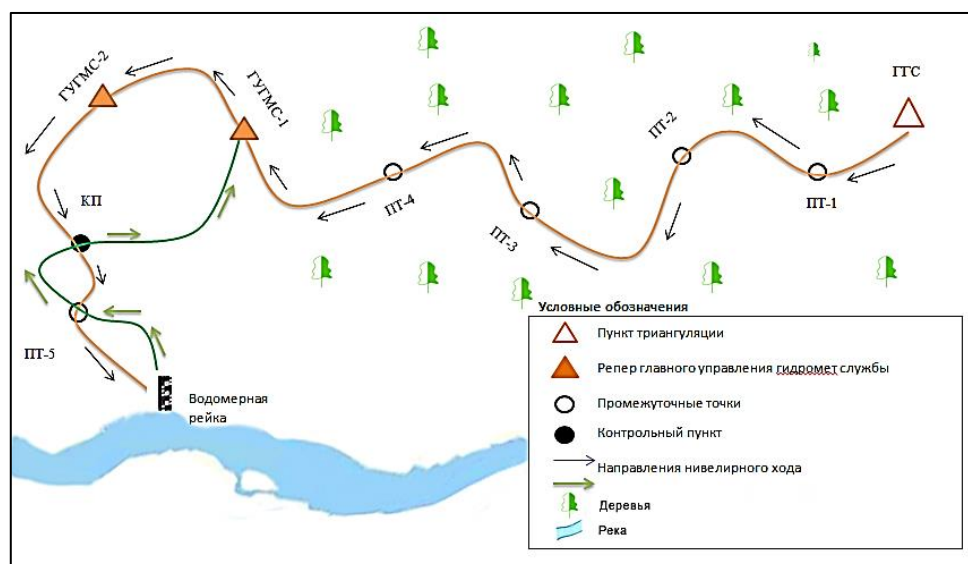 ГУГМС-2
ГУГМС-1
ГГС
ПТ-2
ПТ-1
ПТ-4
ПТ-3
КП
ПТ-5
Водомерная
рейка
Условные обозначения
Пункт триангуляции
Репер главного управления гидромет службы
Промежуточные точки
Контрольный пункт
Направления нивелирного хода
Деревья
Река